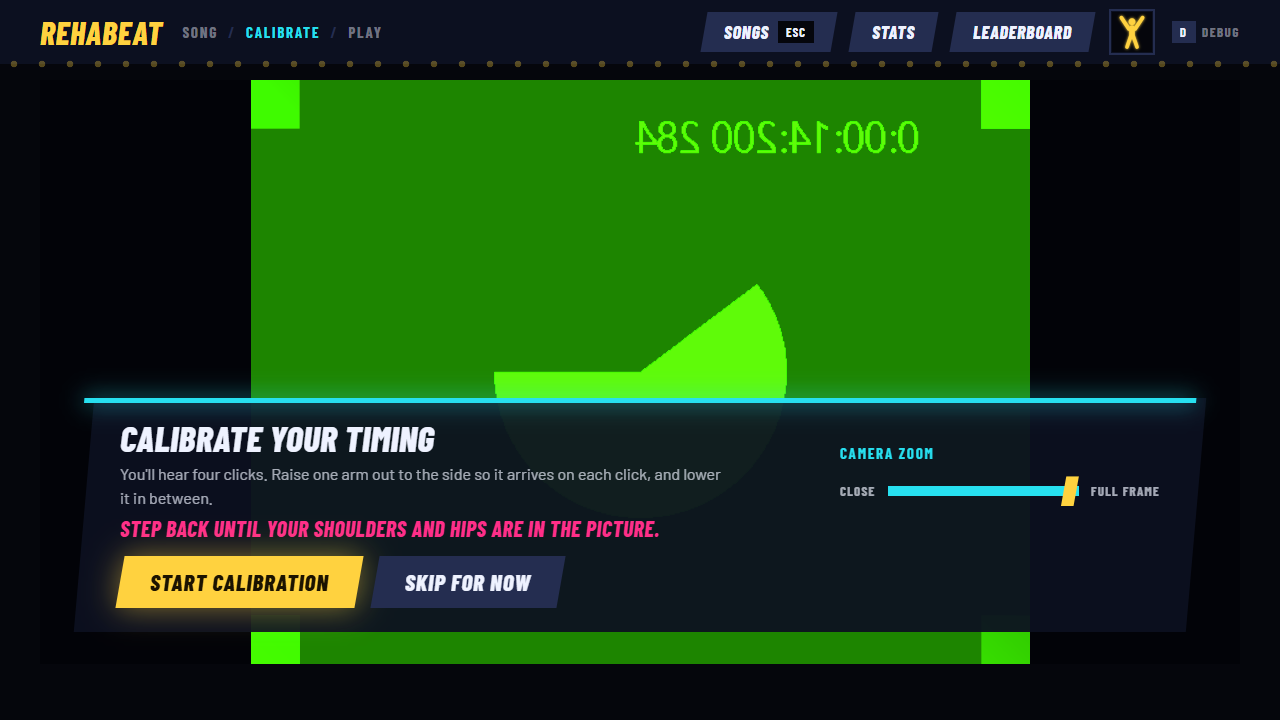 REHABEAT SONG / CALIBRATE / PLAY SONGS ESC STATS LEADERBOARD D DEBUG
0:00:14:200 284
CALIBRATE YOUR TIMING
You'll hear four clicks. Raise one arm out to the side so it arrives on each click, and lower
it in between.
STEP BACK UNTIL YOUR SHOULDERS AND HIPS ARE IN THE PICTURE.
CAMERA ZOOM
CLOSE FULL FRAME
START CALIBRATION SKIP FOR NOW